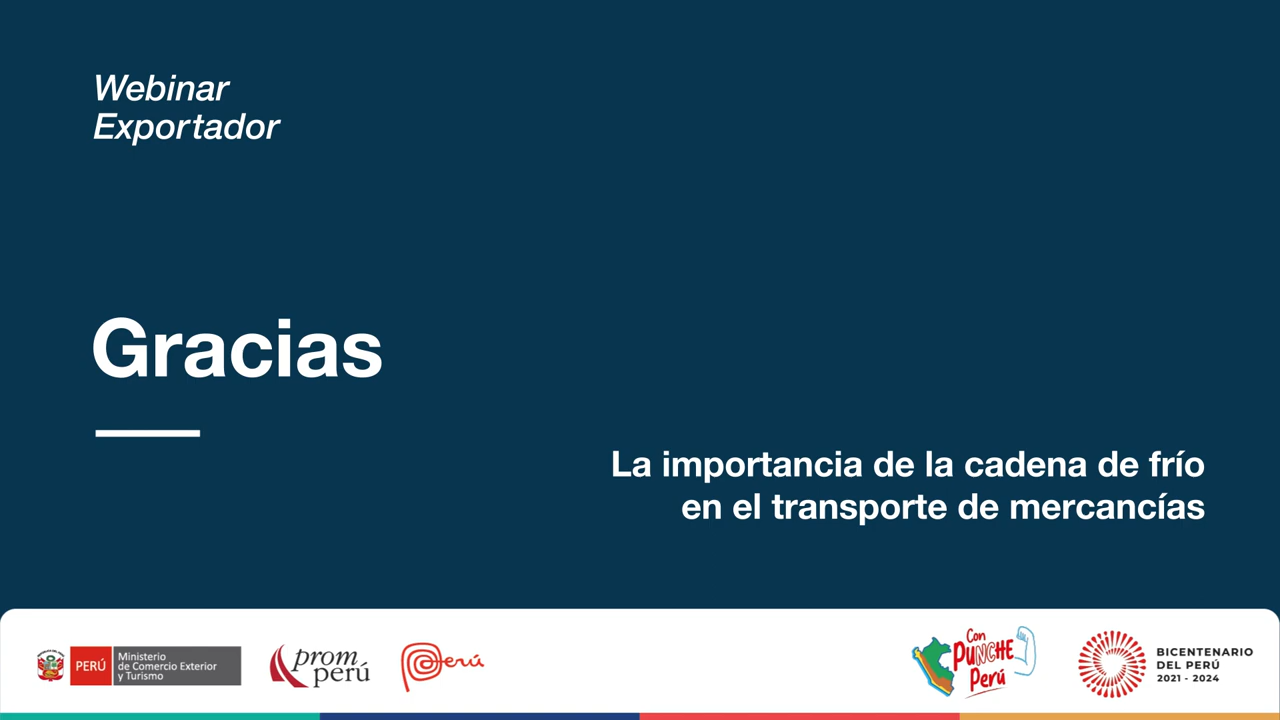 Webinar
Exportador
Gracias
La importancia de la cadena de frío
en el transporte de mercancías
PERÚ
Ministerio
de Comercio Exterior
y Turismo
prom
perú
Perú
Con
PUNCHE
Perú
BICENTENARIO
DEL PERÚ
2021 - 2024